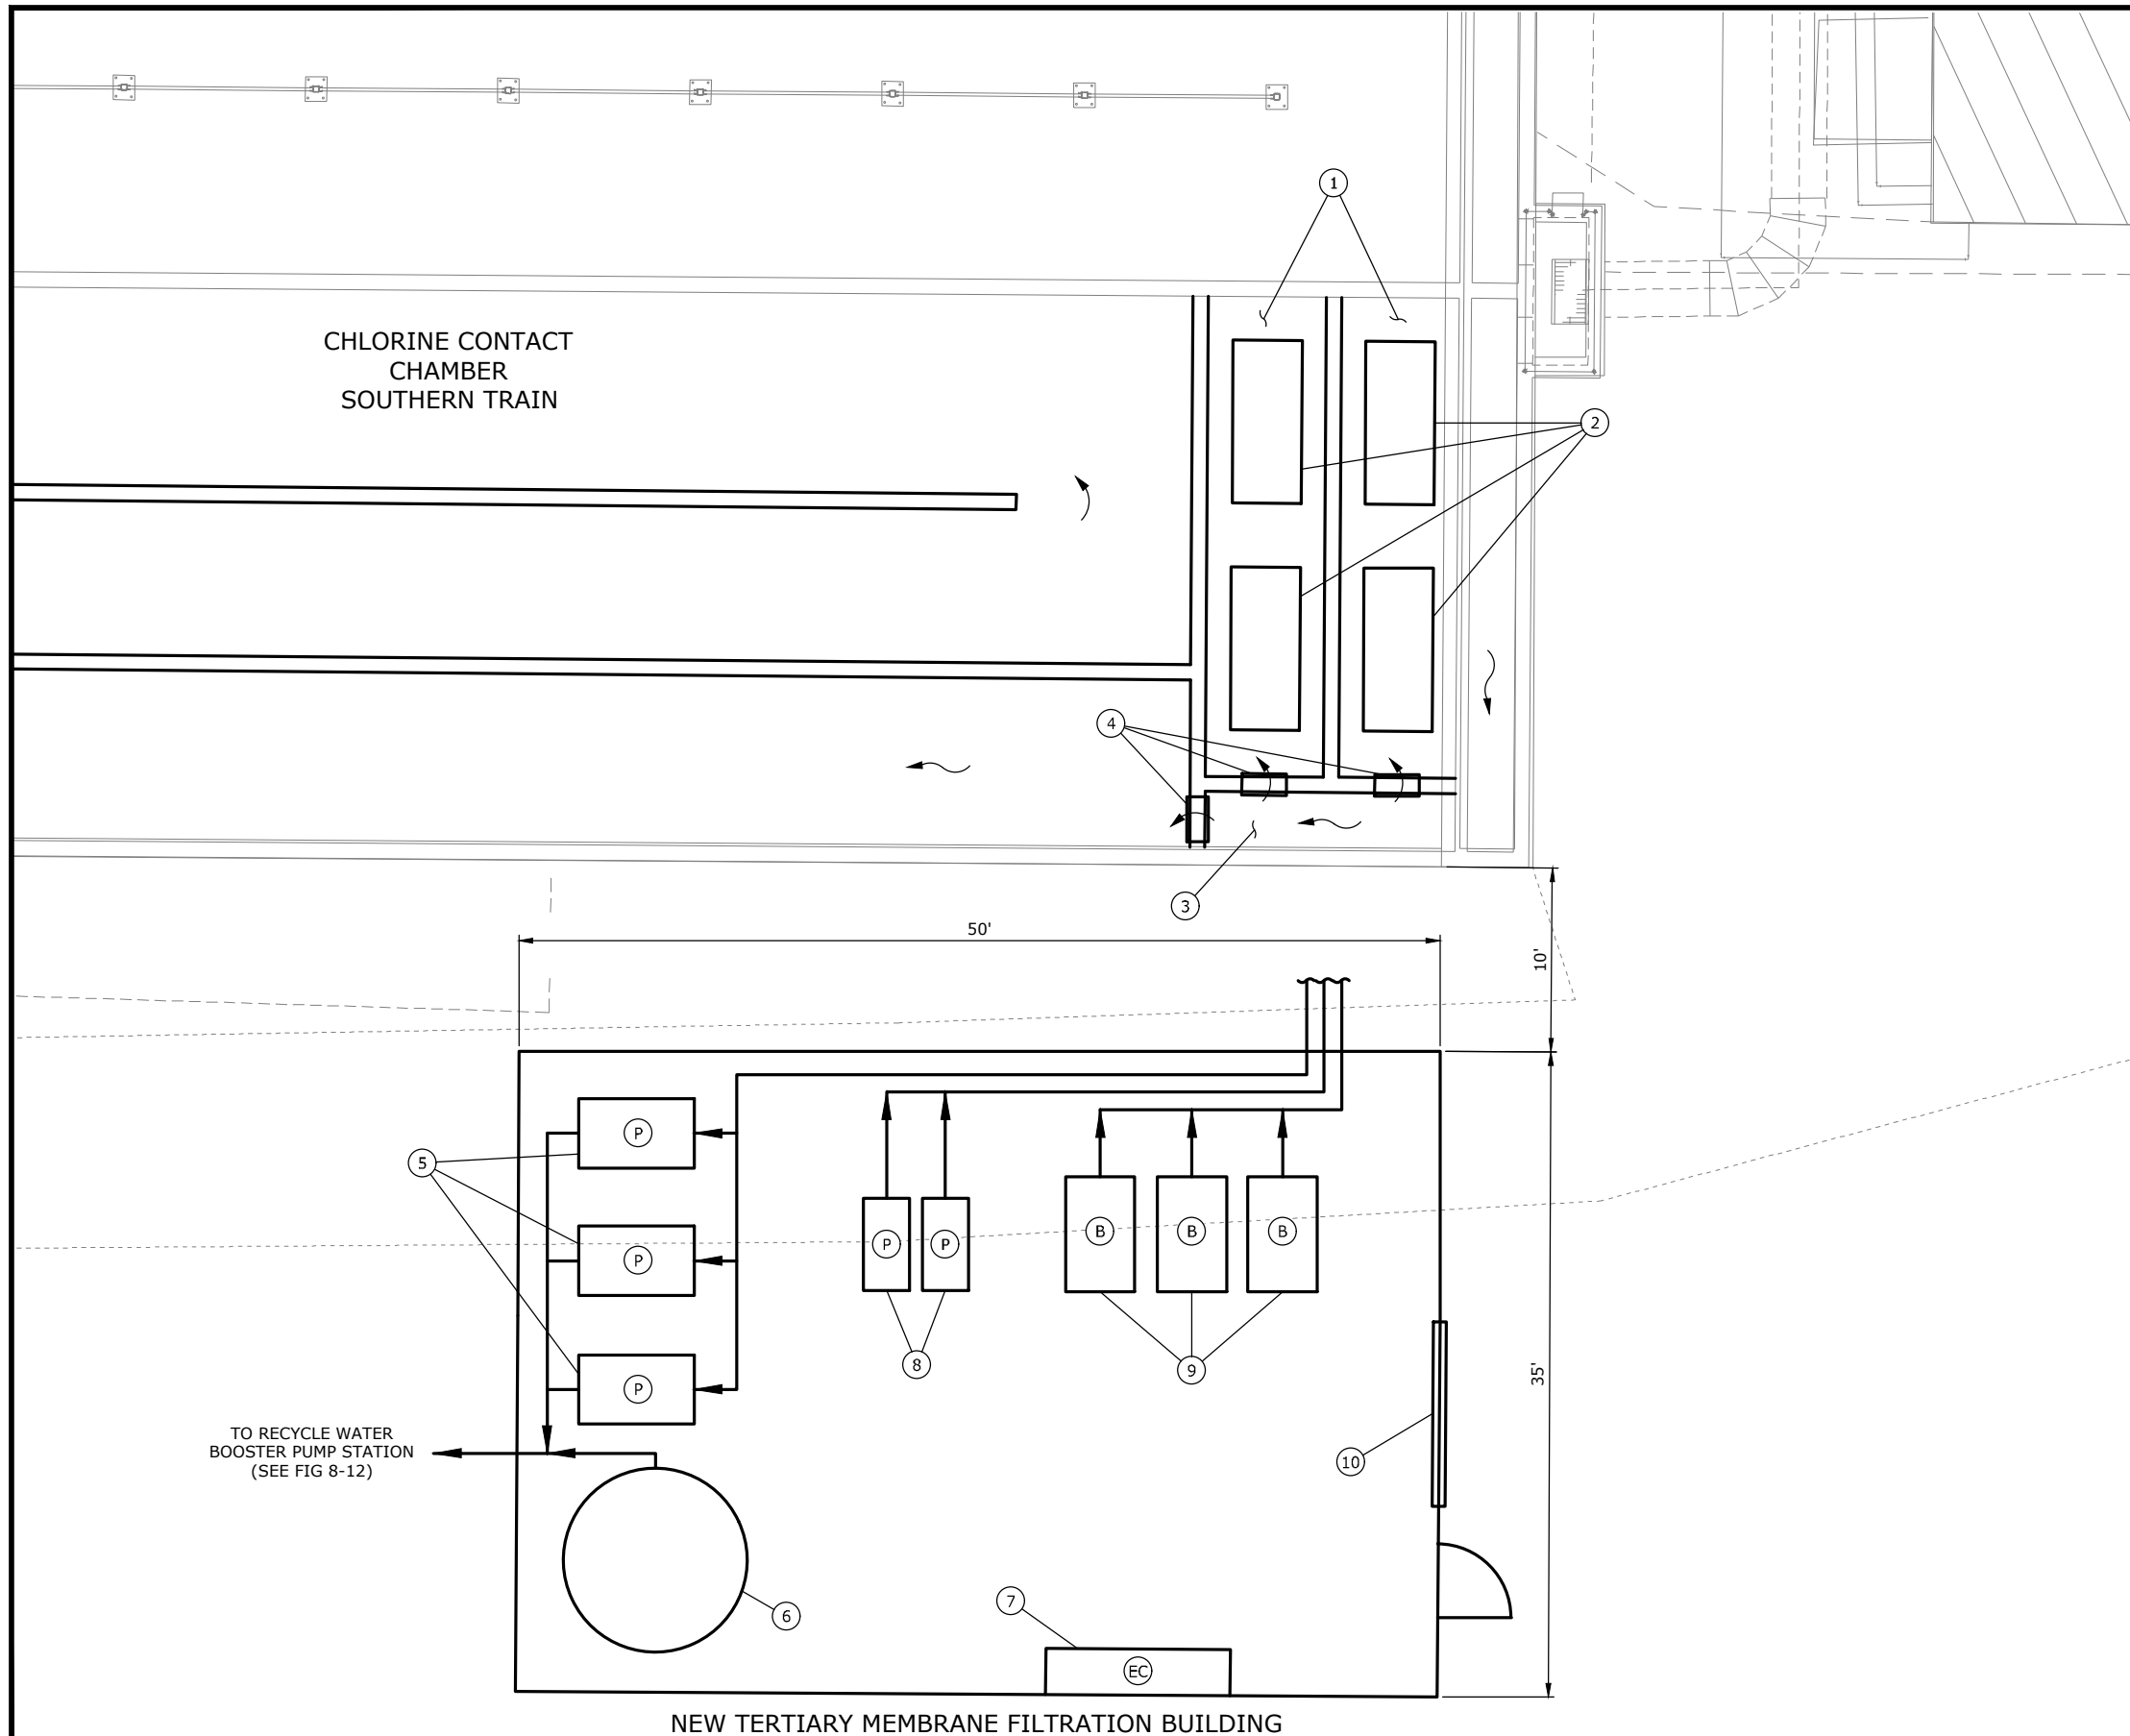 1
CHLORINE CONTACT
CHAMBER
SOUTHERN TRAIN
2
4
3
50'
10'
P
5
P
P
B
B
B
P
P
8
9
35'
P
TO RECYCLE WATER
BOOSTER PUMP STATION
(SEE FIG 8-12)
10
6
7
EC
NEW TERTIARY MEMBRANE FILTRATION BUILDING